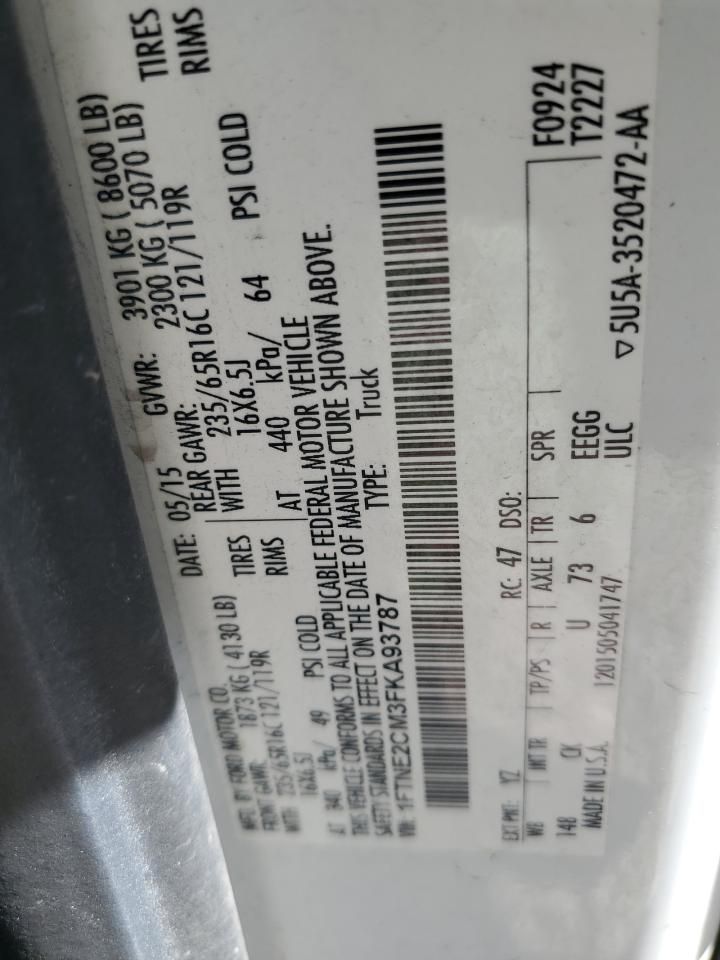 MFD. BY FORD MOTOR CO.
DATE: 05/15 GVWR: 3901 KG ( 8600 LB)
FRONT GAWR: 1873 KG ( 4130 LB)
REAR GAWR: 2300 KG ( 5070 LB)
WITH 235/65R16C 121/119R TIRES
WITH 235/65R16C 121/119R TIRES
16X6.5J RIMS
16X6.5J RIMS
AT 340 kPa/ 49 PSI COLD
AT 440 kPa/ 64 PSI COLD
THIS VEHICLE CONFORMS TO ALL APPLICABLE FEDERAL MOTOR VEHICLE
SAFETY STANDARDS IN EFFECT ON THE DATE OF MANUFACTURE SHOWN ABOVE.
VIN: 1FTNE2CM3FKA93787 TYPE: Truck
EXT PNT: YZ RC: 47 DSO:
F0924
WB INT TR TP/PS R AXLE TR SPR
T2227
148 CK U 73 6 EEGG
ULC
MADE IN U.S.A. 1201505041747
▽5U5A-3520472-AA